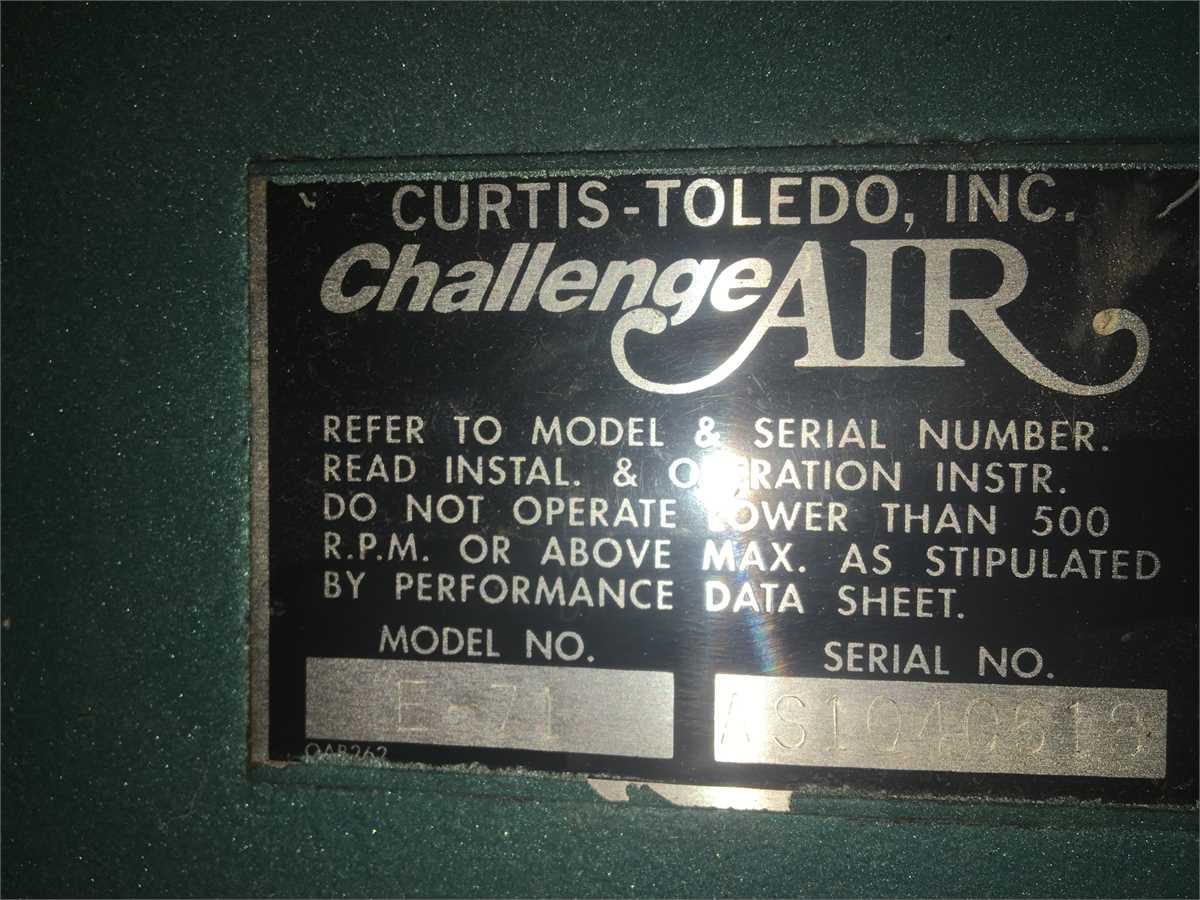 CURTIS-TOLEDO, INC.
ChallengeAIR
REFER TO MODEL & SERIAL NUMBER.
READ INSTAL. & OPERATION INSTR.
DO NOT OPERATE LOWER THAN 500
R.P.M. OR ABOVE MAX. AS STIPULATED
BY PERFORMANCE DATA SHEET.
MODEL NO.
SERIAL NO.
E-71
OAB262